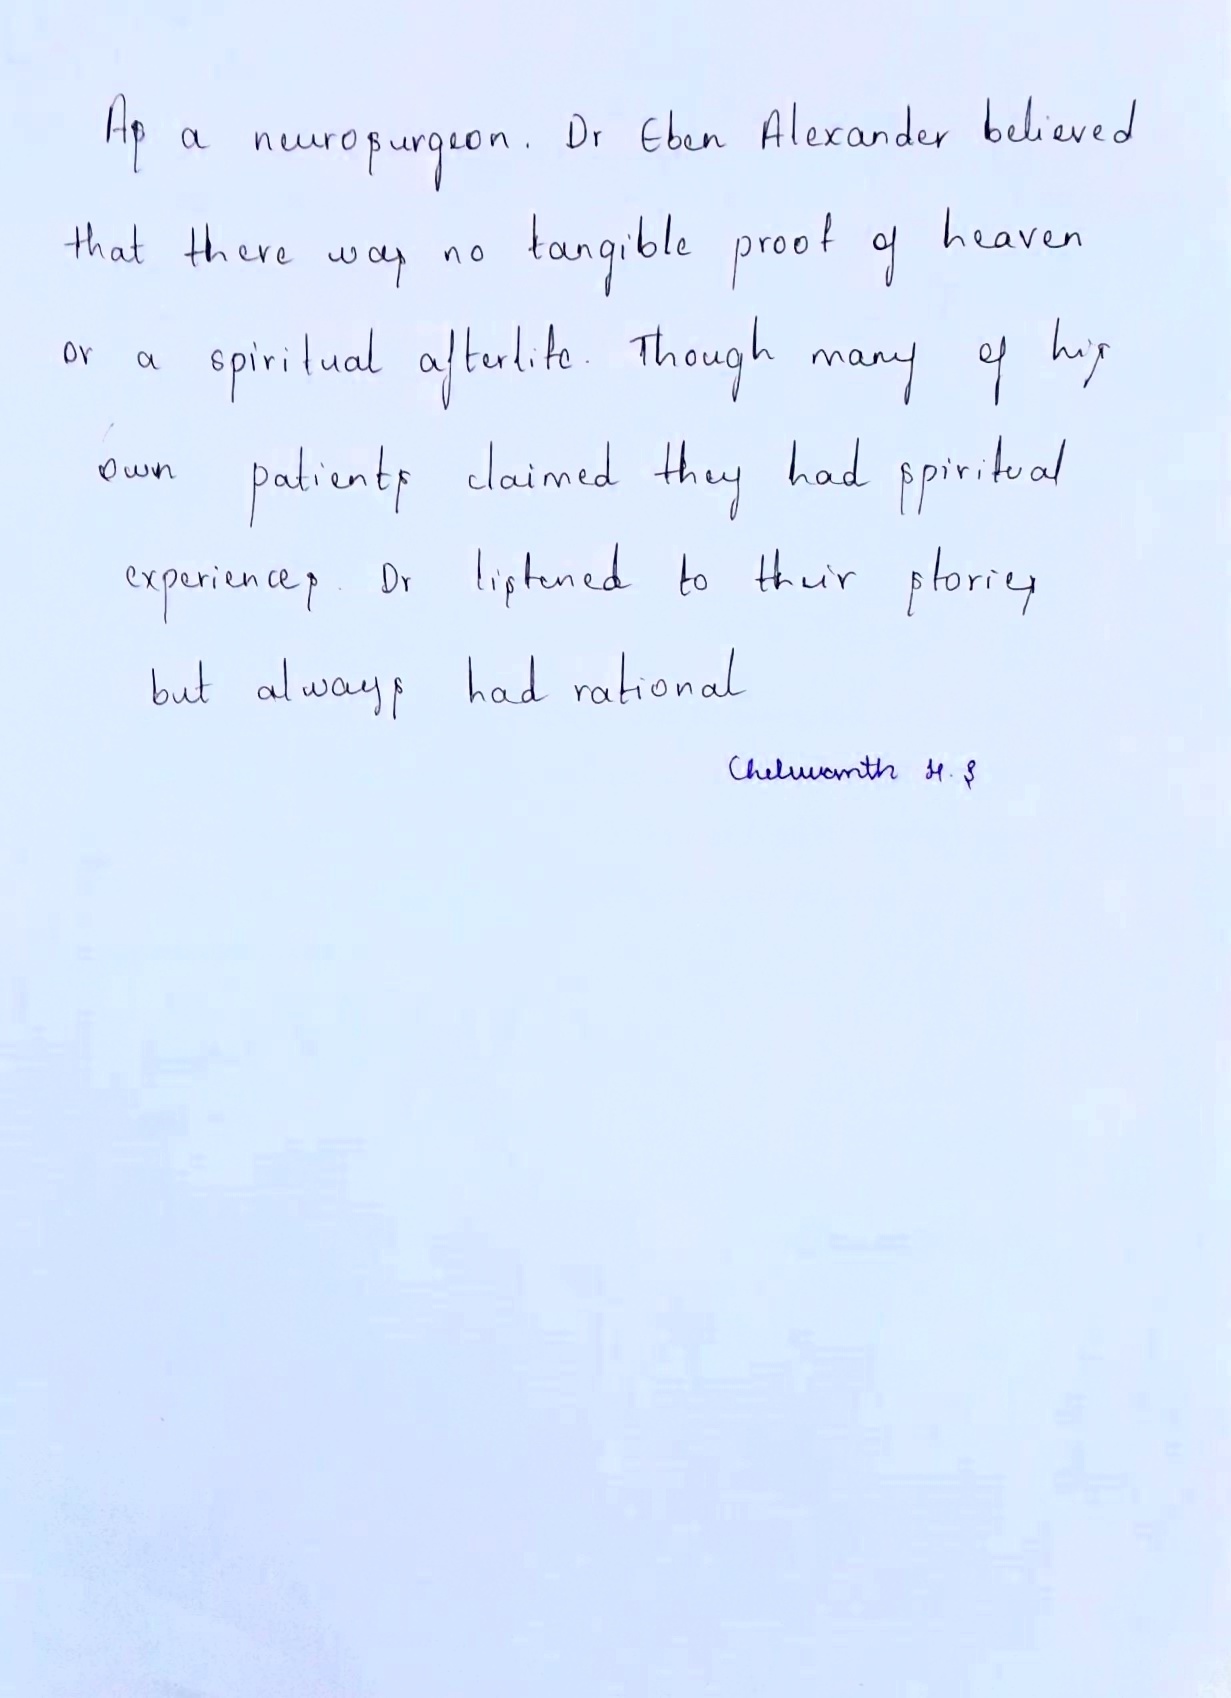 As a neurosurgeon. Dr Eben Alexander believed
that there was no tangible proof of heaven
or a spiritual afterlife. Though many of his
own patients claimed they had spiritual
experiences. Dr listened to their stories
but always had rational
Cheluvamth H. S